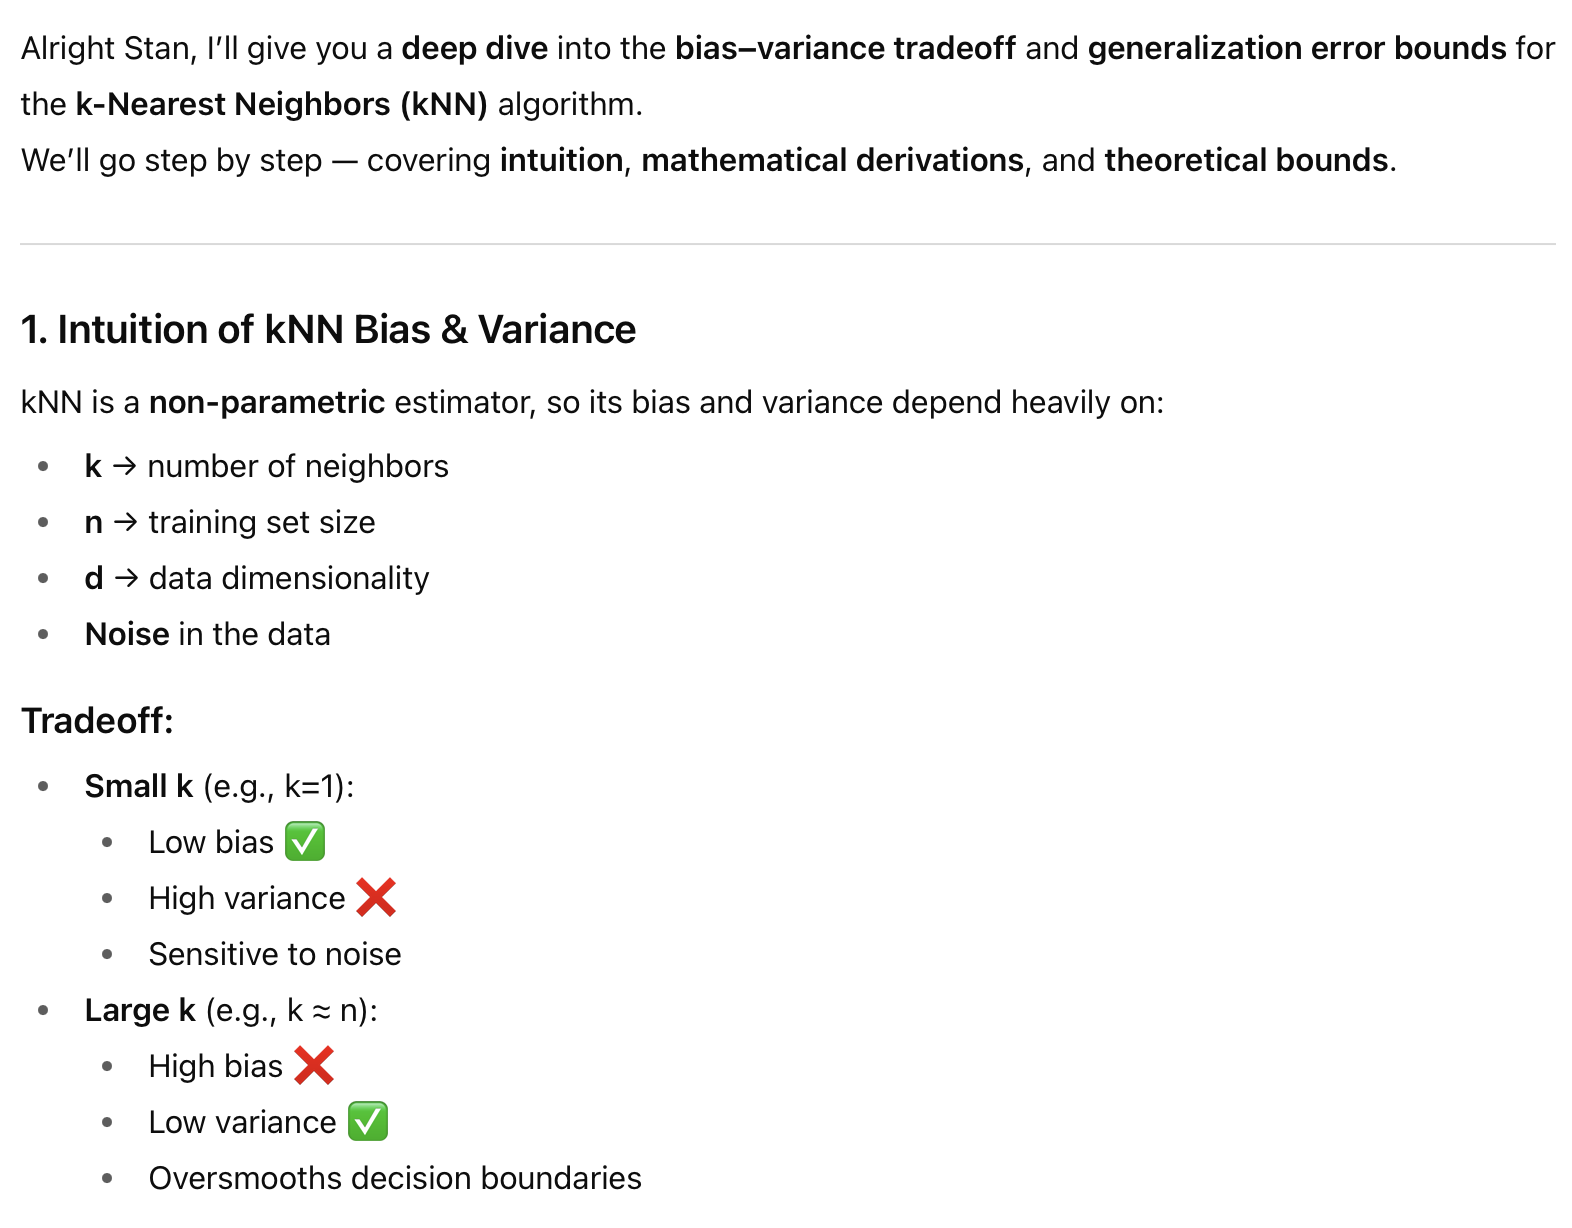 Alright Stan, I’ll give you a deep dive into the bias–variance tradeoff and generalization error bounds for
the k-Nearest Neighbors (kNN) algorithm.
We’ll go step by step — covering intuition, mathematical derivations, and theoretical bounds.
1. Intuition of kNN Bias & Variance
kNN is a non-parametric estimator, so its bias and variance depend heavily on:
• k → number of neighbors
• n → training set size
• d → data dimensionality
• Noise in the data
Tradeoff:
• Small k (e.g., k=1):
• Low bias ✅
• High variance ❌
• Sensitive to noise
• Large k (e.g., k ≈ n):
• High bias ❌
• Low variance ✅
• Oversmooths decision boundaries